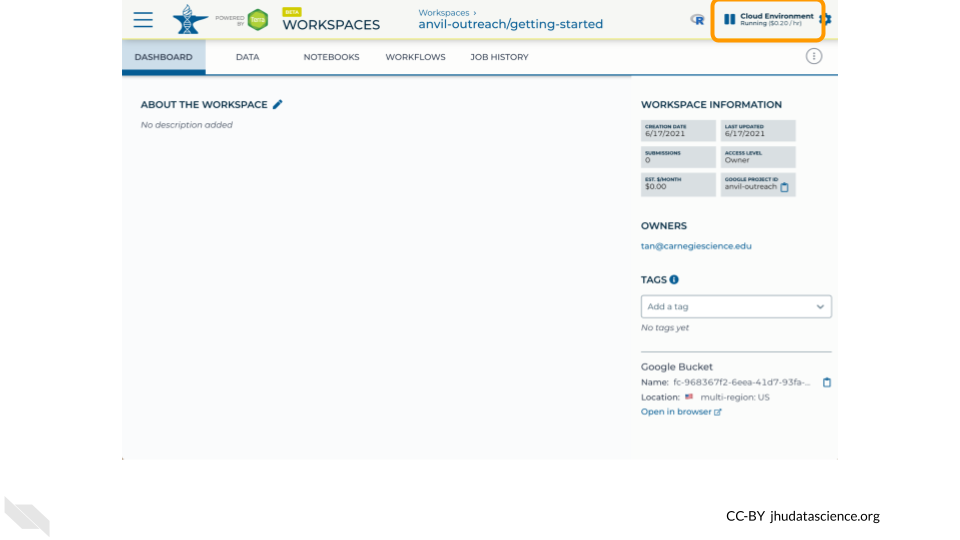 POWERED BY Terra
BETA
WORKSPACES
Workspaces ›
anvil-outreach/getting-started
R
Cloud Environment
Running ($0.20 / hr)
DASHBOARD DATA NOTEBOOKS WORKFLOWS JOB HISTORY
ABOUT THE WORKSPACE
No description added
WORKSPACE INFORMATION
CREATION DATE
6/17/2021
LAST UPDATED
6/17/2021
SUBMISSIONS
0
ACCESS LEVEL
Owner
EST. $/MONTH
$0.00
GOOGLE PROJECT ID
anvil-outreach
OWNERS
tan@carnegiescience.edu
TAGS
Add a tag
No tags yet
Google Bucket
Name: fc-968367f2-6eea-41d7-93fa-...
Location: multi-region: US
Open in browser
CC-BY jhudatascience.org